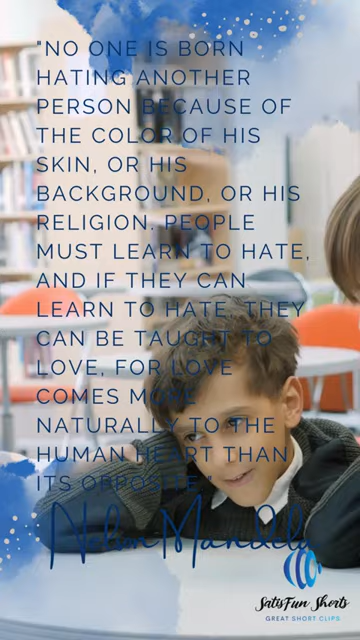 "NO ONE IS BORN
HATING ANOTHER
PERSON BECAUSE OF
THE COLOR OF HIS
SKIN, OR HIS
BACKGROUND, OR HIS
RELIGION. PEOPLE
MUST LEARN TO HATE,
AND IF THEY CAN
LEARN TO HATE, THEY
CAN BE TAUGHT TO
LOVE, FOR LOVE
COMES MORE
NATURALLY TO THE
HUMAN HEART THAN
ITS OPPOSITE."
Nelson Mandela
SatisFun Shorts
GREAT SHORT CLIPS